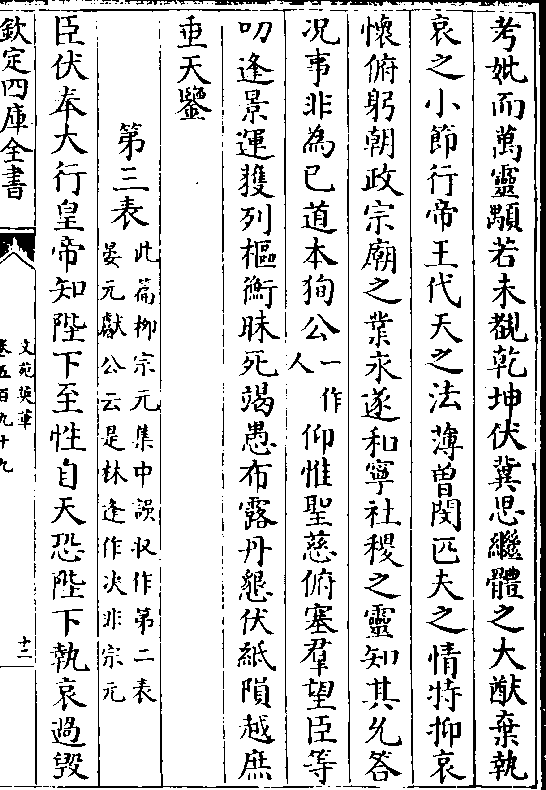 考妣而萬靈顒若未覩乾坤伏冀思繼體之大猷棄執
哀之小節行帝王代天之法薄曾閔匹夫之情特抑哀
懷俯躬朝政宗廟之業永遂和寧社稷之靈知其允答
况事非為已道本狥公一作人仰惟聖慈俯塞羣望臣等
叨逢景運獲列樞衡昧死竭愚布露丹懇伏紙隕越庶
垂天鑒
第三表此篇柳宗元集中誤収作第二表
晏元獻公云是林逢作决非宗元
臣伏奉大行皇帝知陛下至性自天恐陛下執哀過毁
欽定四庫全書
文苑英華
卷五百九十九
十二